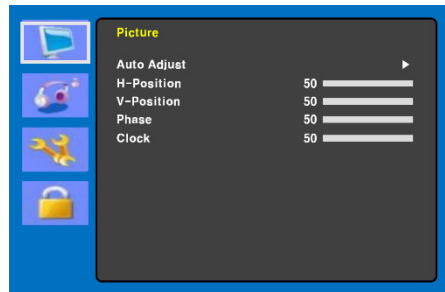 Picture
Auto Adjust
H-Position 50
V-Position 50
Phase 50
Clock 50